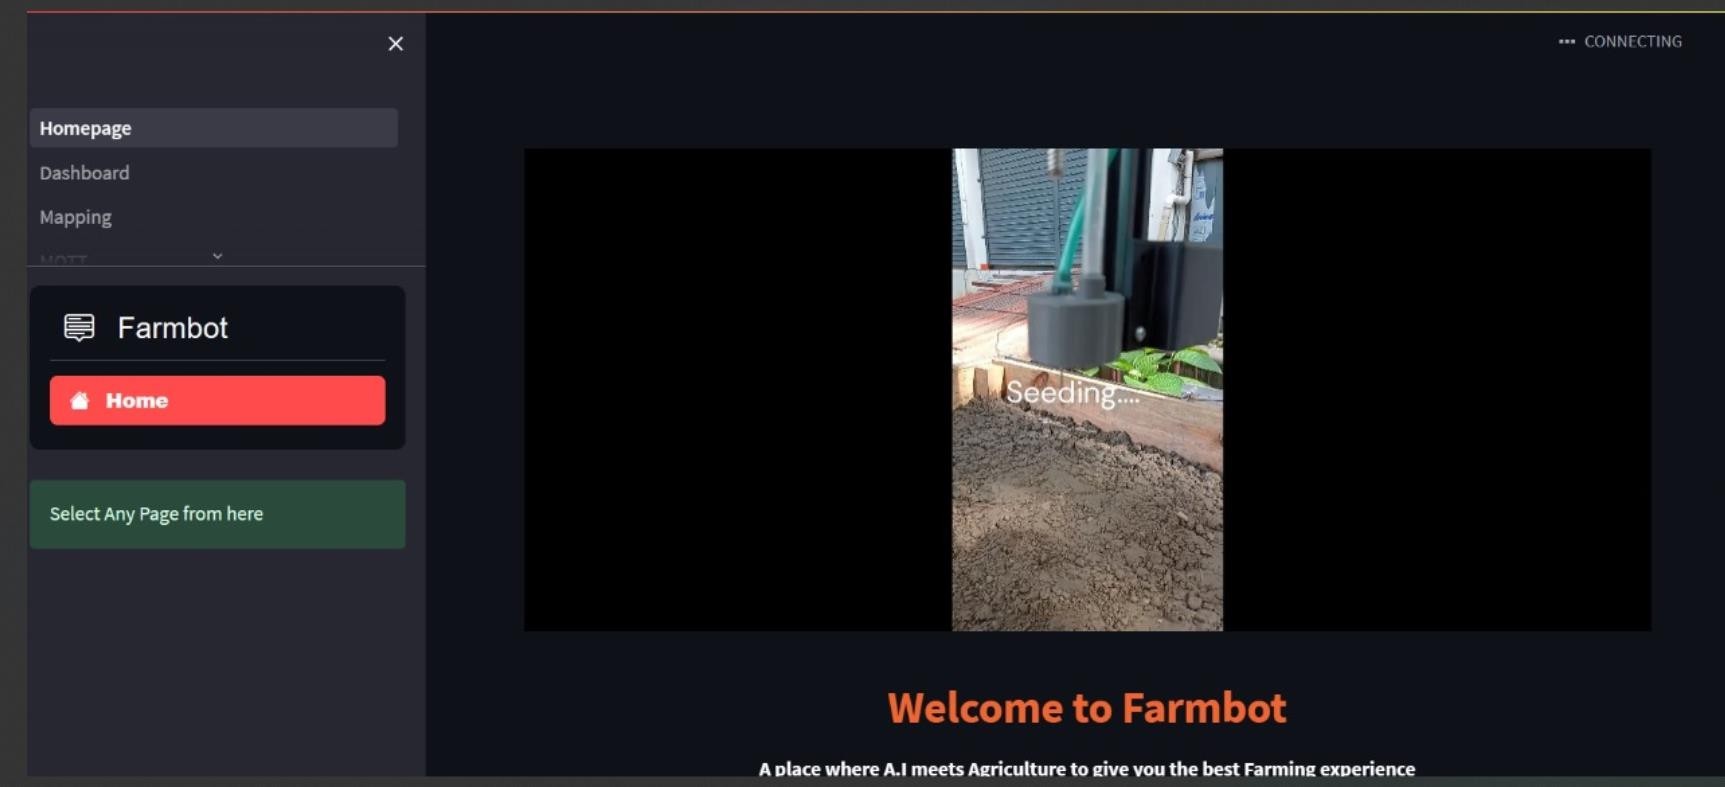 CONNECTING
Homepage
Dashboard
Mapping
Farmbot
Home
Select Any Page from here
Seeding....
Welcome to Farmbot
A place where A.I meets Agriculture to give you the best Farming experience